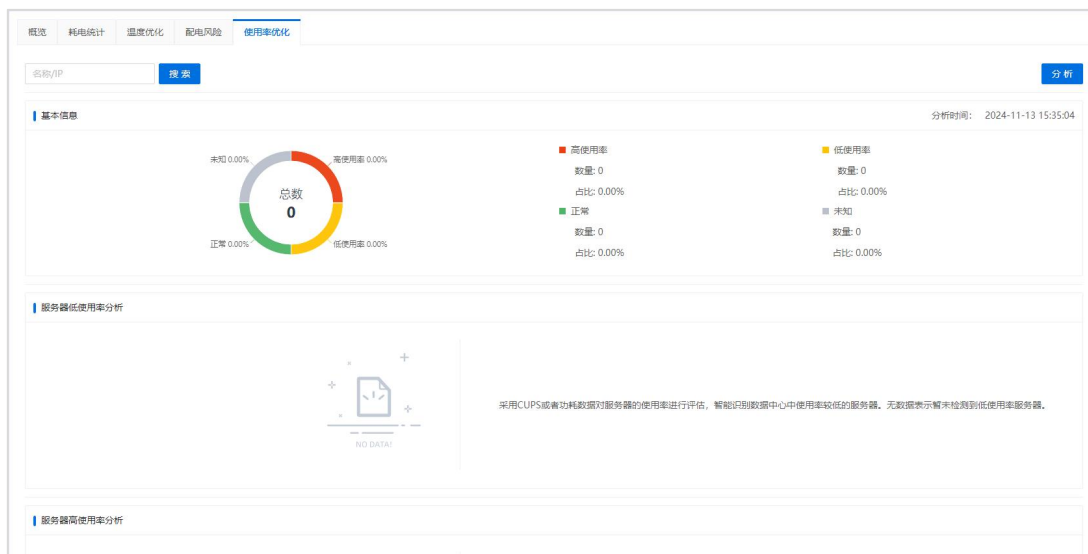 概览 耗电统计 温度优化 配电风险 使用率优化
名称/IP 搜索 分析
基本信息 分析时间： 2024-11-13 15:35:04
未知 0.00% 高使用率 0.00%
总数
0
正常 0.00% 低使用率 0.00%
高使用率 低使用率
数量: 0 数量: 0
占比: 0.00% 占比: 0.00%
正常 未知
数量: 0 数量: 0
占比: 0.00% 占比: 0.00%
服务器低使用率分析
NO DATA!
采用CUPS或者功耗数据对服务器的使用率进行评估，智能识别数据中心中使用率较低的服务器。无数据表示暂未检测到低使用率服务器。
服务器高使用率分析